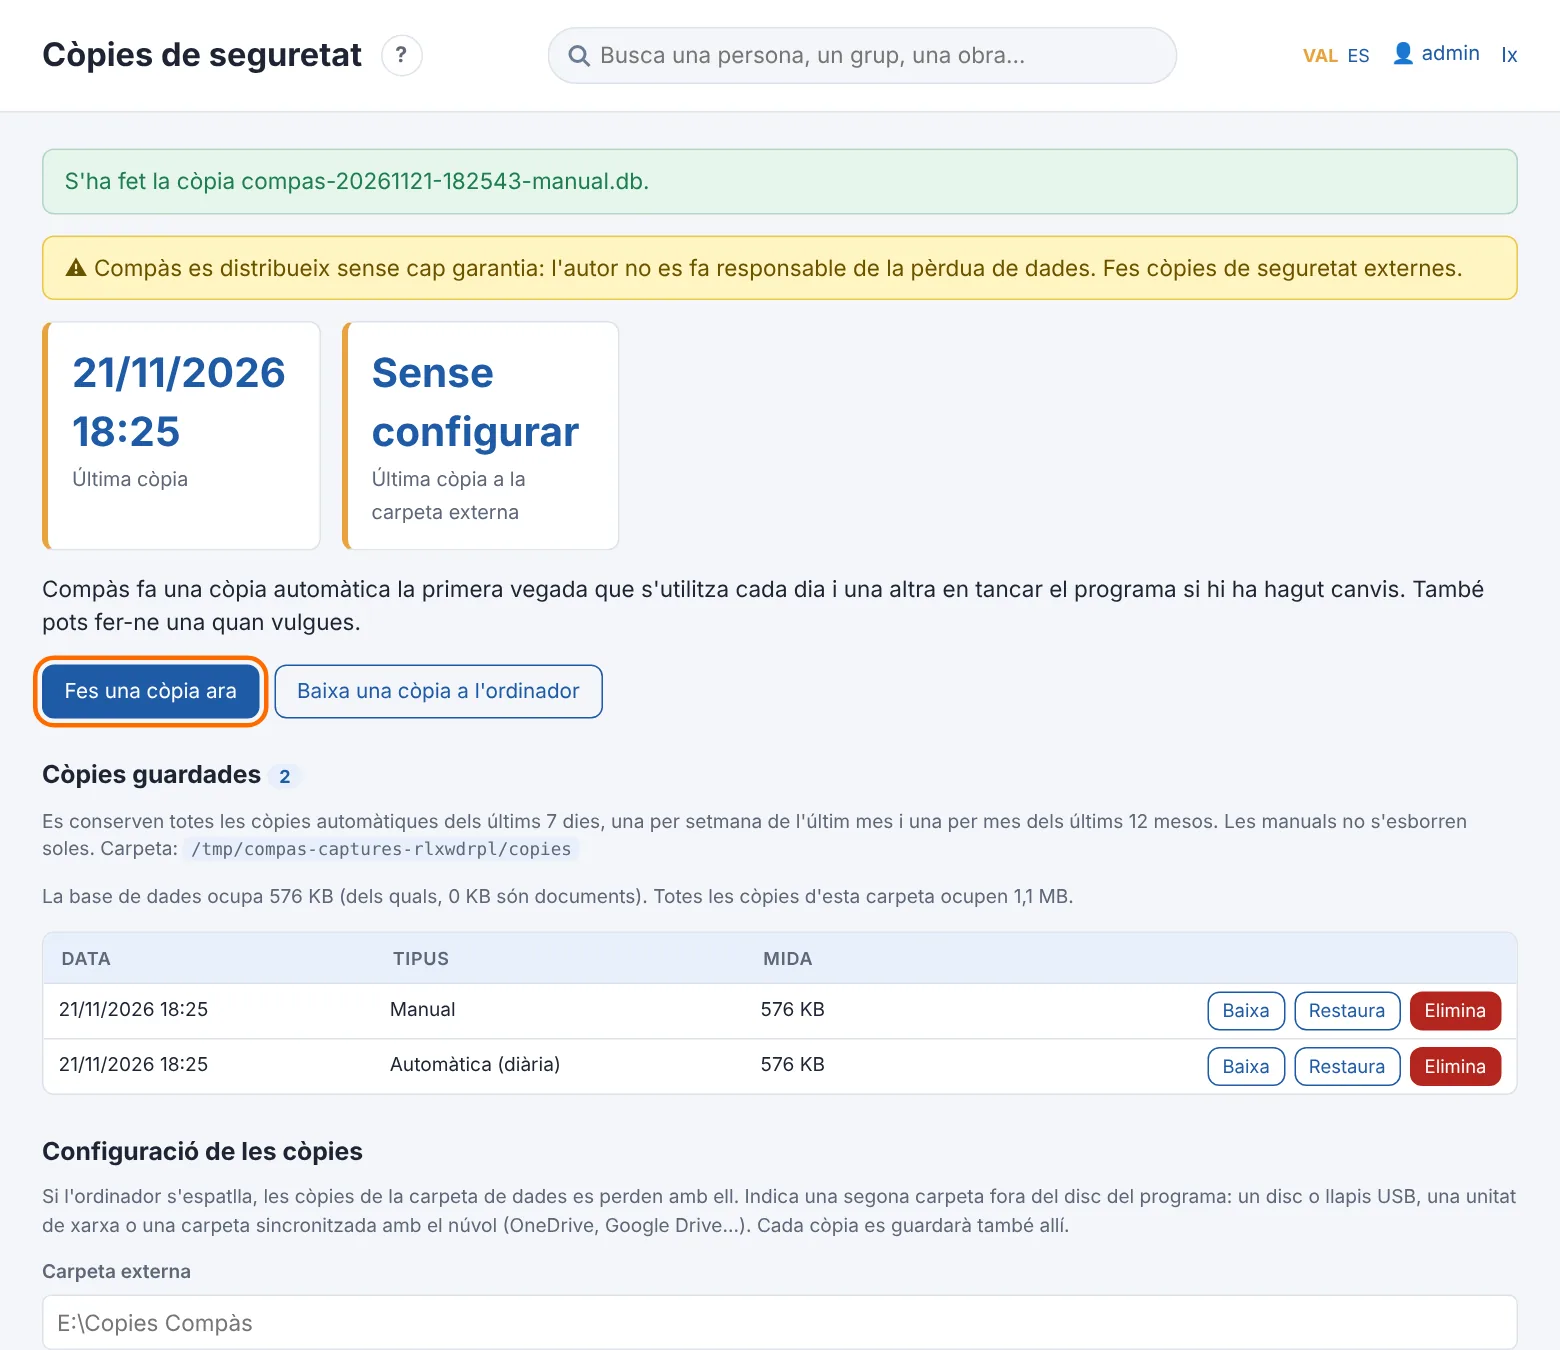 Còpies de seguretat ?
Busca una persona, un grup, una obra...
VAL ES admin Ix
S'ha fet la còpia compas-20261121-182543-manual.db.
⚠ Compàs es distribueix sense cap garantia: l'autor no es fa responsable de la pèrdua de dades. Fes còpies de seguretat externes.
21/11/2026
18:25
Última còpia
Sense
configurar
Última còpia a la
carpeta externa
Compàs fa una còpia automàtica la primera vegada que s'utilitza cada dia i una altra en tancar el programa si hi ha hagut canvis. També
pots fer-ne una quan vulgues.
Fes una còpia ara
Baixa una còpia a l'ordinador
Còpies guardades 2
Es conserven totes les còpies automàtiques dels últims 7 dies, una per setmana de l'últim mes i una per mes dels últims 12 mesos. Les manuals no s'esborren
soles. Carpeta: /tmp/compas-captures-rlxwdrpl/copies
La base de dades ocupa 576 KB (dels quals, 0 KB són documents). Totes les còpies d'esta carpeta ocupen 1,1 MB.
DATA TIPUS MIDA
21/11/2026 18:25 Manual 576 KB Baixa Restaura Elimina
21/11/2026 18:25 Automàtica (diària) 576 KB Baixa Restaura Elimina
Configuració de les còpies
Si l'ordinador s'espatlla, les còpies de la carpeta de dades es perden amb ell. Indica una segona carpeta fora del disc del programa: un disc o llapis USB, una unitat
de xarxa o una carpeta sincronitzada amb el núvol (OneDrive, Google Drive...). Cada còpia es guardarà també allí.
Carpeta externa
E:\Copies Compàs